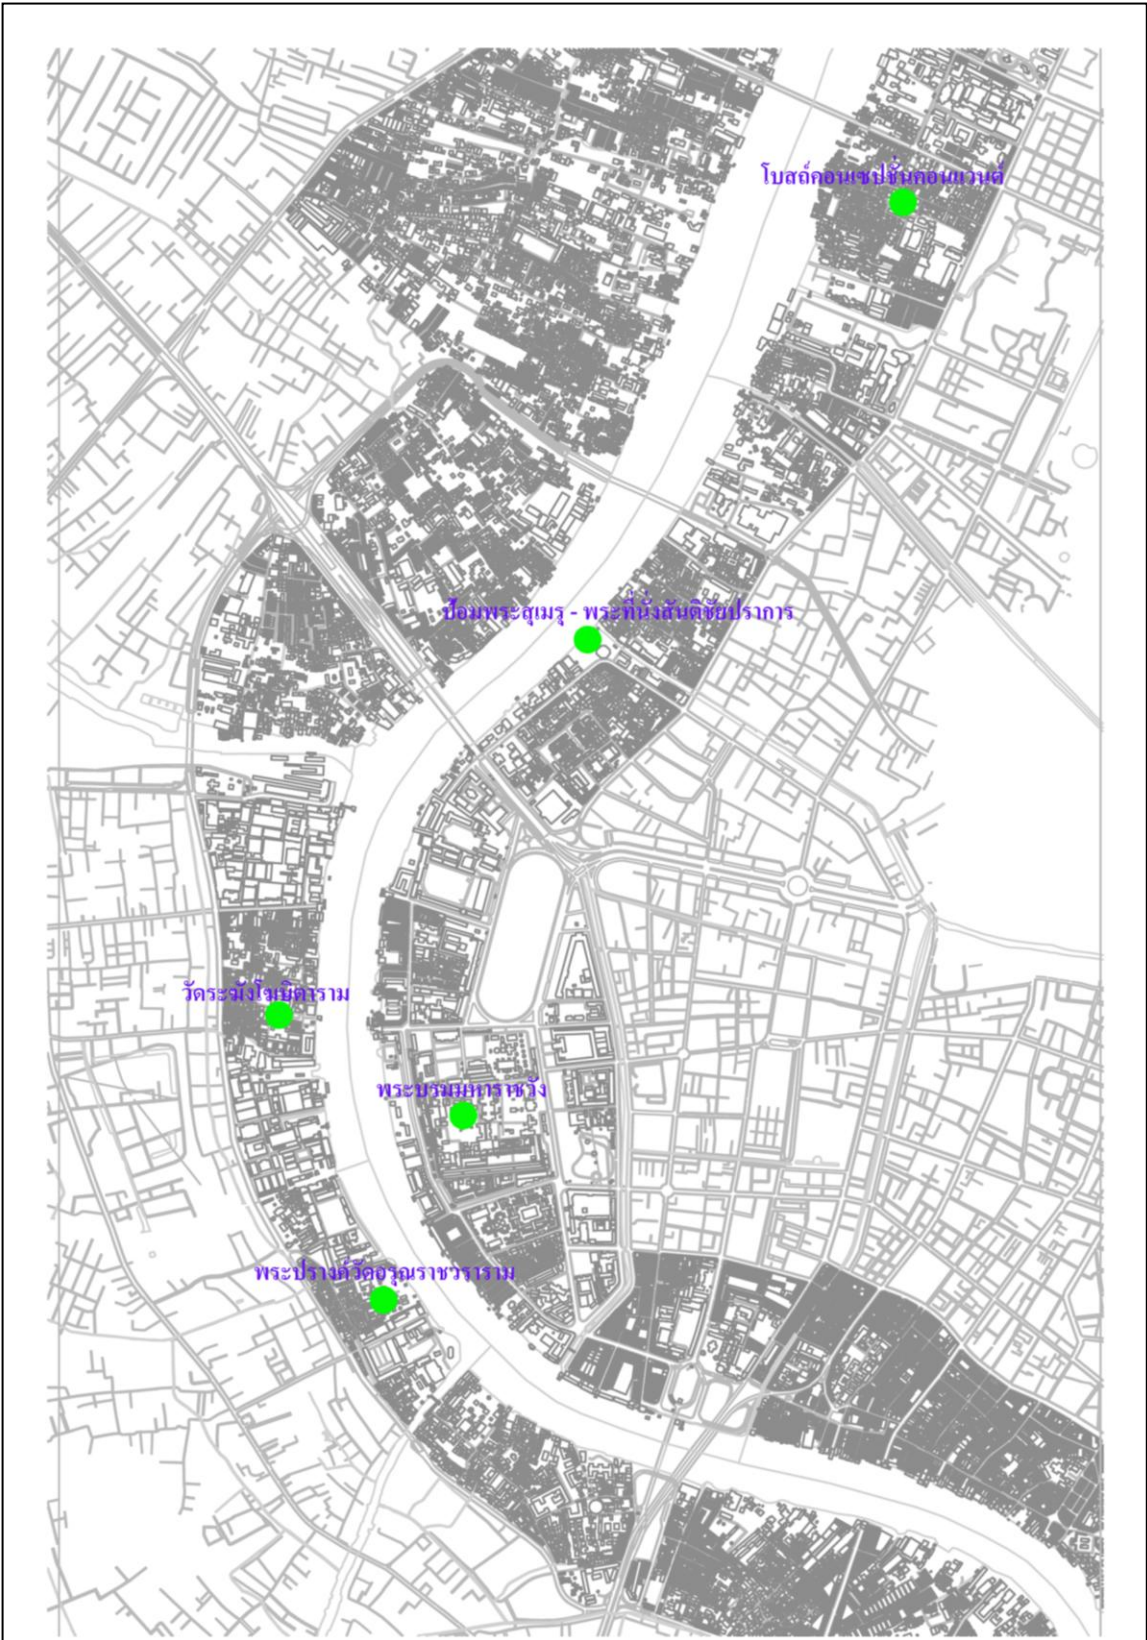 โบสถ์คอนเซปชั่นคอนแวนต์
ป้อมพระสุเมรุ - พระที่นั่งสันติชัยปราการ
วัดระฆังโฆษิตาราม
พระบรมมหาราชวัง
พระปรางค์วัดอรุณราชวราราม